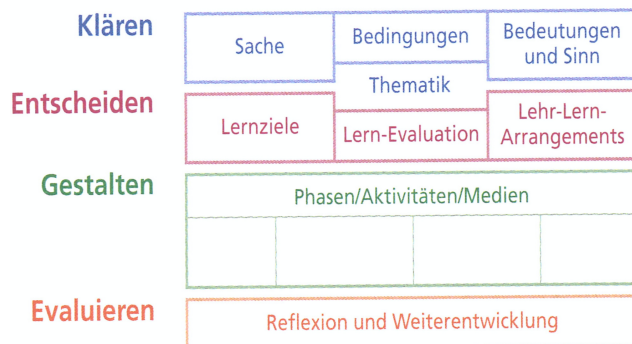 Klären
Sache
Bedingungen
Bedeutungen
und Sinn
Thematik
Entscheiden
Lernziele
Lern-Evaluation
Lehr-Lern-
Arrangements
Gestalten
Phasen/Aktivitäten/Medien
Evaluieren
Reflexion und Weiterentwicklung